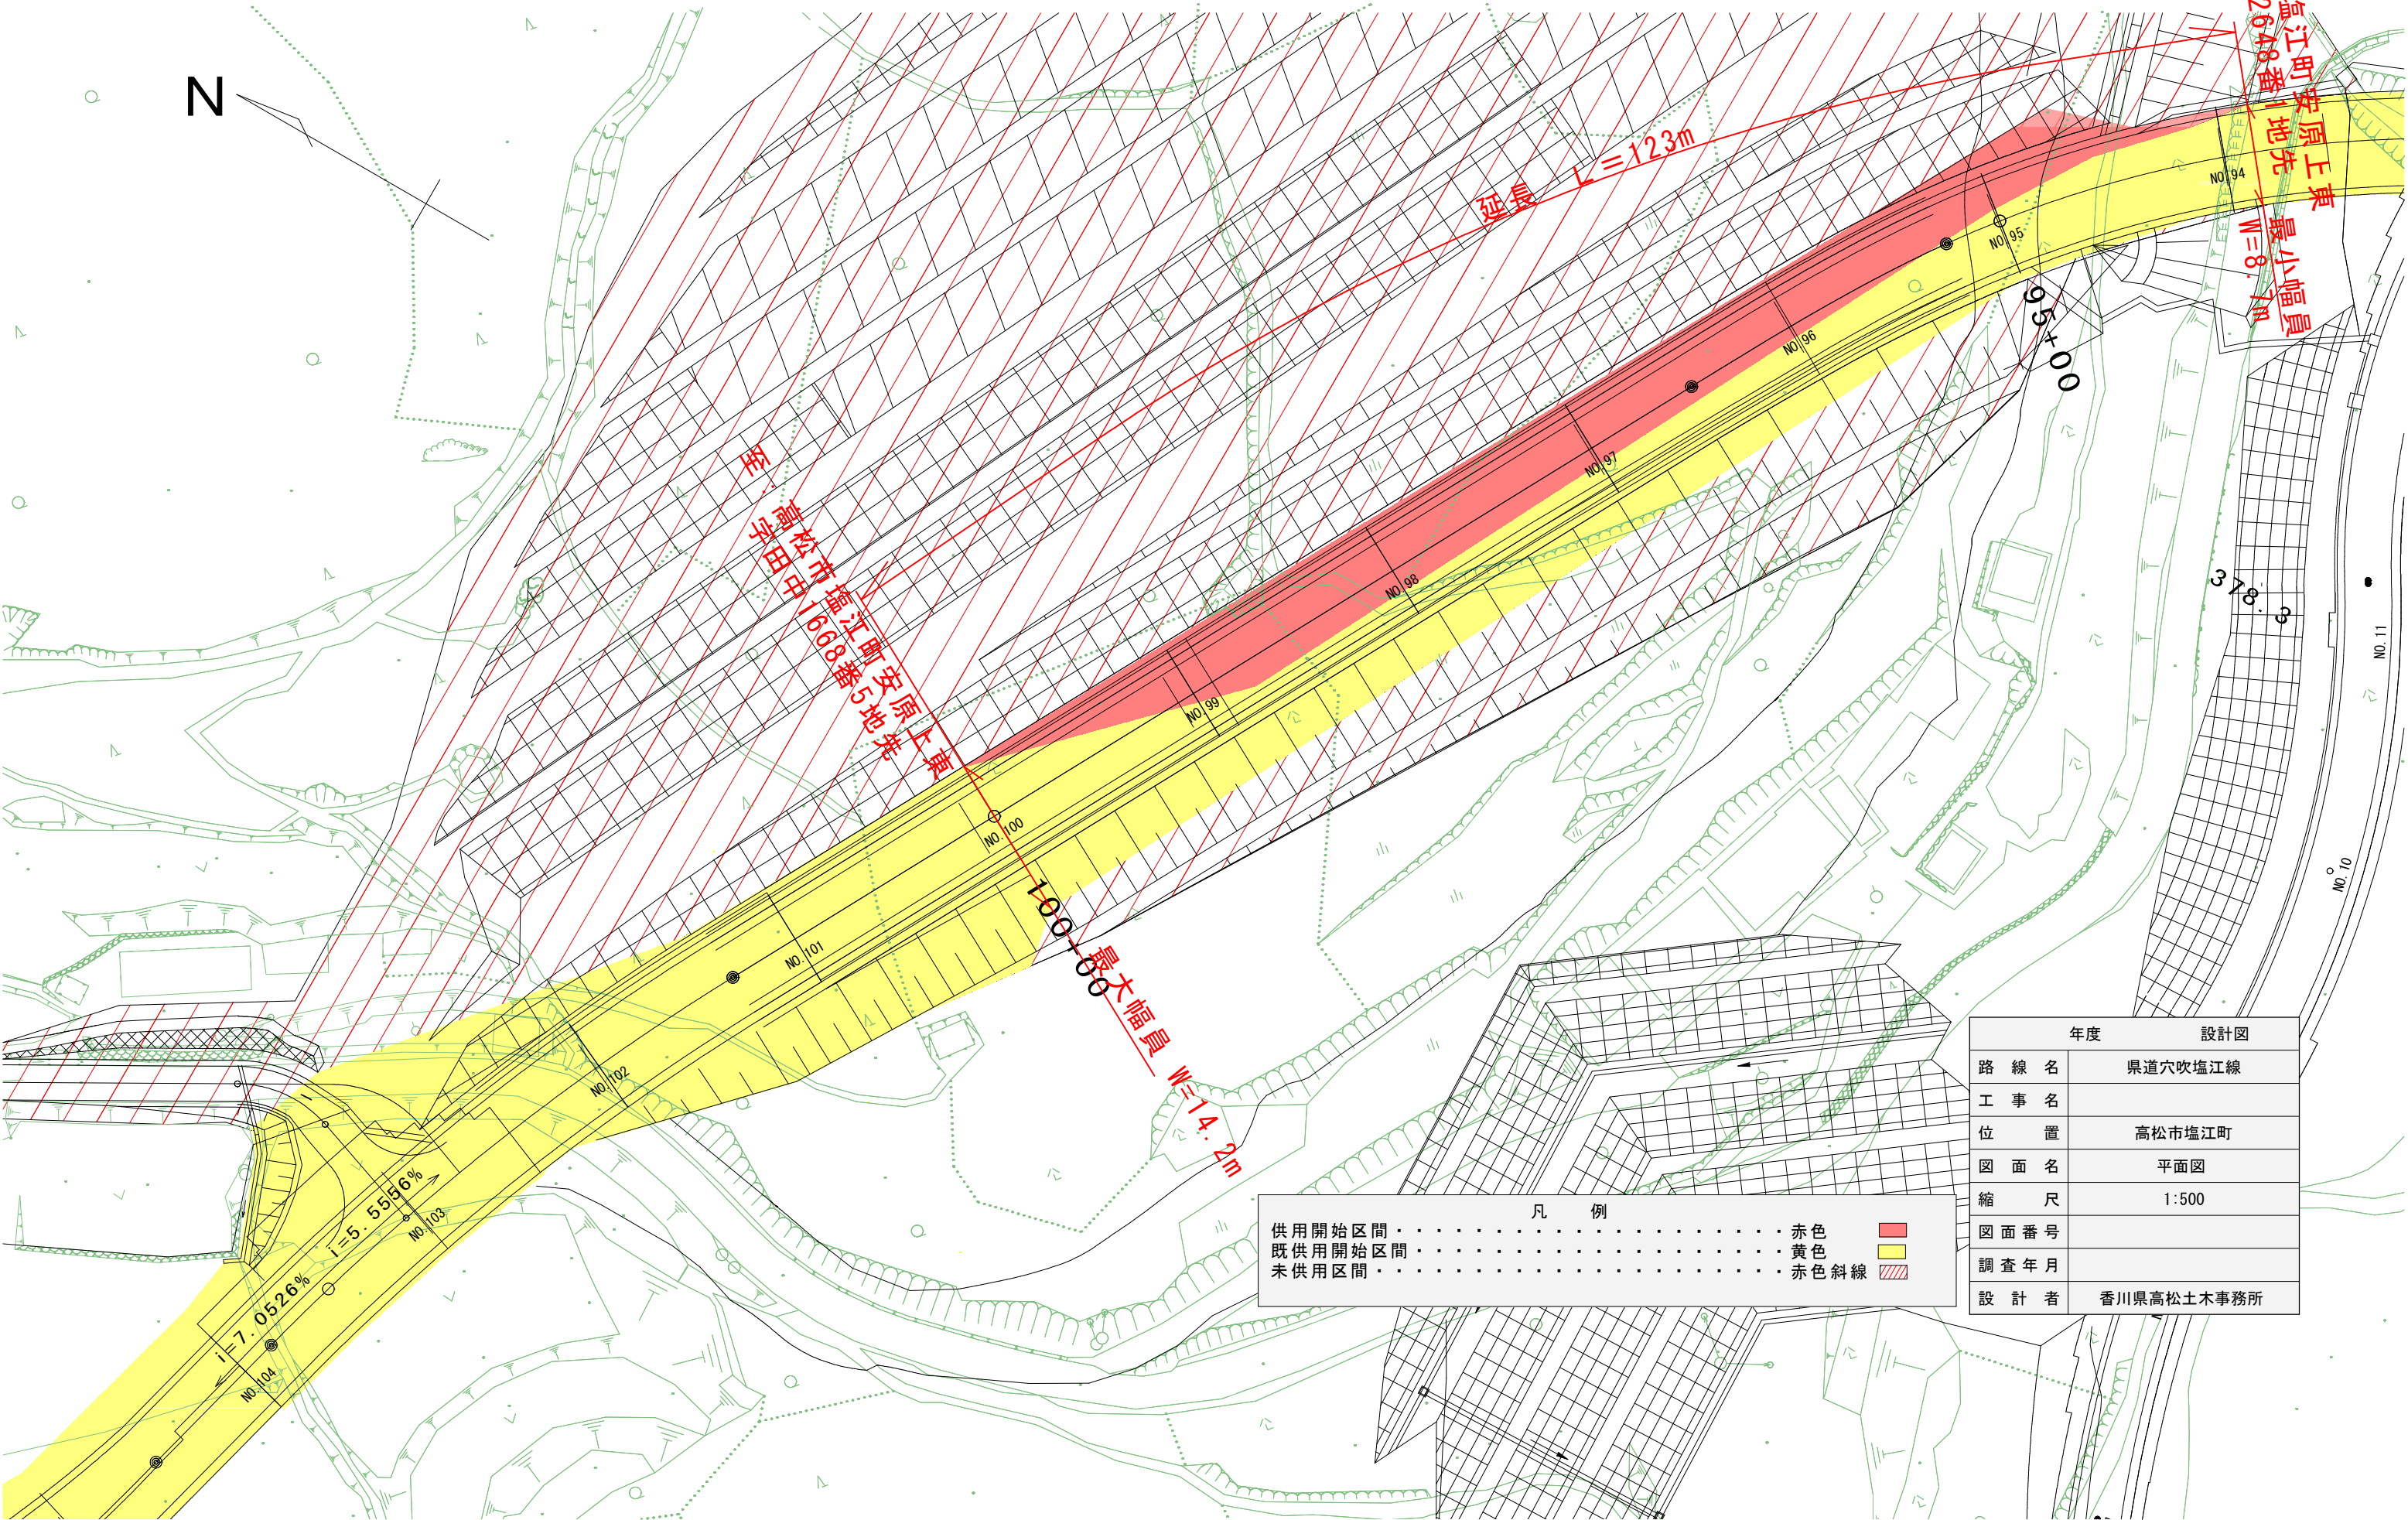 N
塩江町安原上東
2648番1地先
最小幅員
W=8.7m
延長 L=123m
NO.94
NO.95
95+00
NO.96
NO.97
NO.98
NO.99
NO.100
100+00
NO.101
NO.102
NO.103
NO.104
至:高松市塩江町安原上東
字田中1668番5地先
最大幅員 W=14.2m
i=5.5556%
i=7.0526%
378.3
NO.11
NO.10
凡 例
供用開始区間・・・・・・・・・・・・・・・・・・・・赤色
既供用開始区間・・・・・・・・・・・・・・・・・・・黄色
未供用区間・・・・・・・・・・・・・・・・・・・・・赤色斜線
年度 設計図
路線名 県道穴吹塩江線
工事名
位置 高松市塩江町
図面名 平面図
縮尺 1:500
図面番号
調査年月
設計者 香川県高松土木事務所